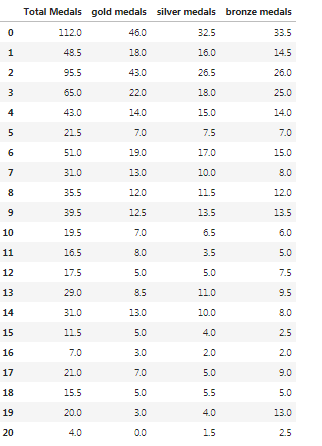 Total Medals gold medals silver medals bronze medals
0 112.0 46.0 32.5 33.5
1 48.5 18.0 16.0 14.5
2 95.5 43.0 26.5 26.0
3 65.0 22.0 18.0 25.0
4 43.0 14.0 15.0 14.0
5 21.5 7.0 7.5 7.0
6 51.0 19.0 17.0 15.0
7 31.0 13.0 10.0 8.0
8 35.5 12.0 11.5 12.0
9 39.5 12.5 13.5 13.5
10 19.5 7.0 6.5 6.0
11 16.5 8.0 3.5 5.0
12 17.5 5.0 5.0 7.5
13 29.0 8.5 11.0 9.5
14 31.0 13.0 10.0 8.0
15 11.5 5.0 4.0 2.5
16 7.0 3.0 2.0 2.0
17 21.0 7.0 5.0 9.0
18 15.5 5.0 5.5 5.0
19 20.0 3.0 4.0 13.0
20 4.0 0.0 1.5 2.5